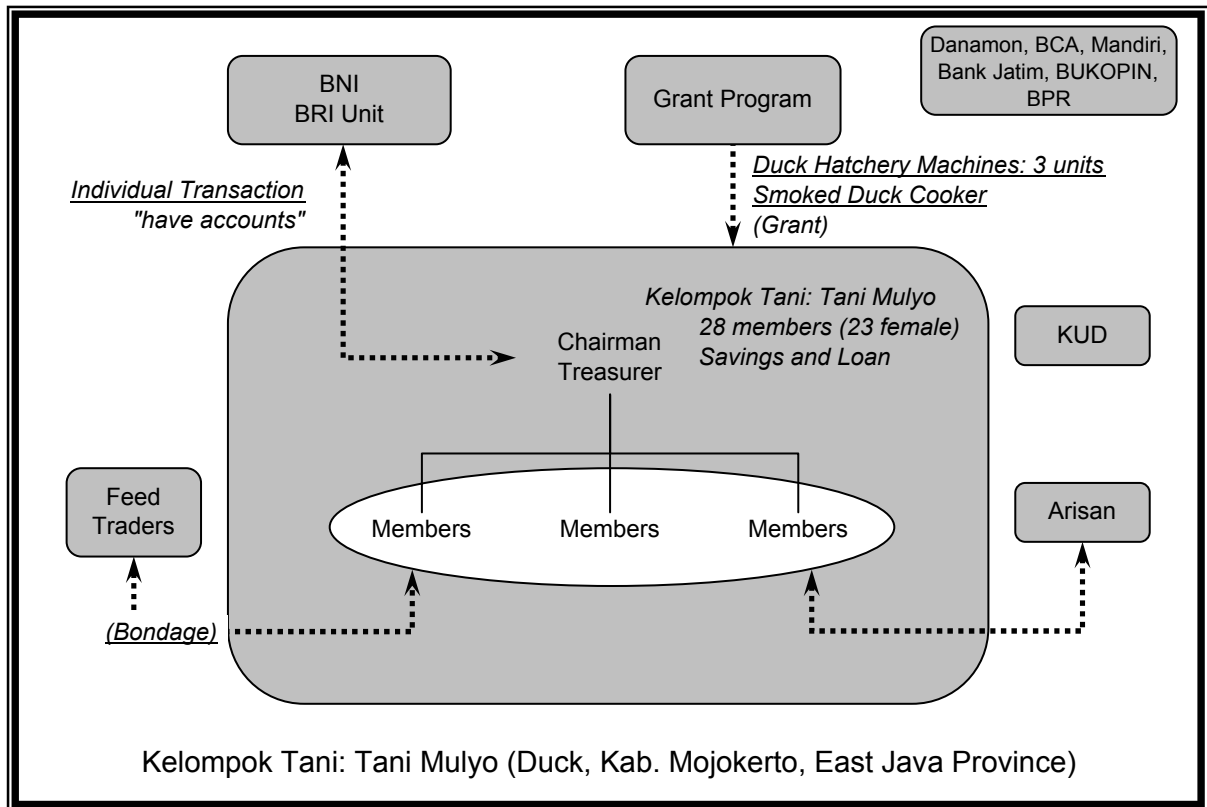 BNI
BRI Unit
Grant Program
Danamon, BCA, Mandiri,
Bank Jatim, BUKOPIN,
BPR
Individual Transaction
"have accounts"
Duck Hatchery Machines: 3 units
Smoked Duck Cooker
(Grant)
Kelompok Tani: Tani Mulyo
28 members (23 female)
Savings and Loan
Chairman
Treasurer
KUD
Feed
Traders
Members
Members
Members
Arisan
(Bondage)
Kelompok Tani: Tani Mulyo (Duck, Kab. Mojokerto, East Java Province)